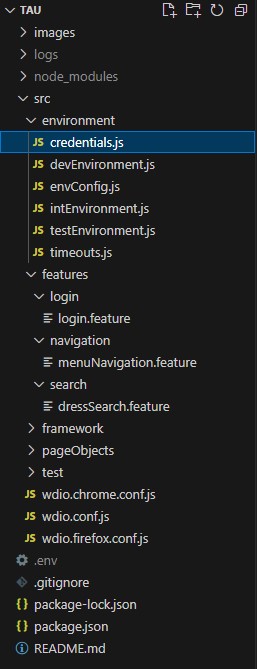 TAU
images
logs
node_modules
src
environment
JS credentials.js
JS devEnvironment.js
JS envConfig.js
JS intEnvironment.js
JS testEnvironment.js
JS timeouts.js
features
login
login.feature
navigation
menuNavigation.feature
search
dressSearch.feature
framework
pageObjects
test
JS wdio.chrome.conf.js
JS wdio.conf.js
JS wdio.firefox.conf.js
.env
.gitignore
{} package-lock.json
{} package.json
README.md